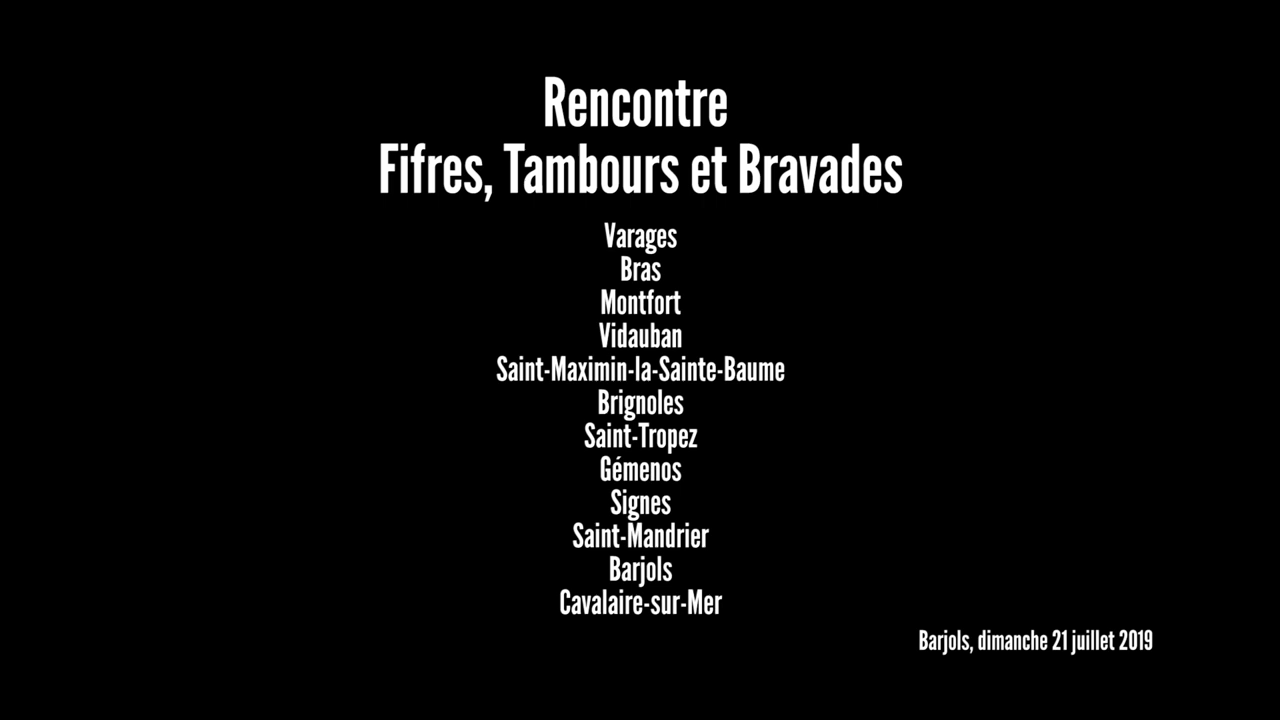 Rencontre
Fifres, Tambours et Bravades
Varages
Bras
Montfort
Vidauban
Saint-Maximin-la-Sainte-Baume
Brignoles
Saint-Tropez
Gémenos
Signes
Saint-Mandrier
Barjols
Cavalaire-sur-Mer
Barjols, dimanche 21 juillet 2019